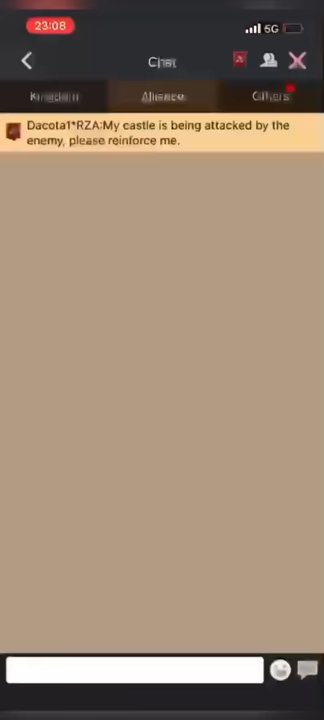 23:08
5G
Chat
Kingdom
Alliance
Others
Dacota1*RZA:My castle is being attacked by the
enemy, please reinforce me.